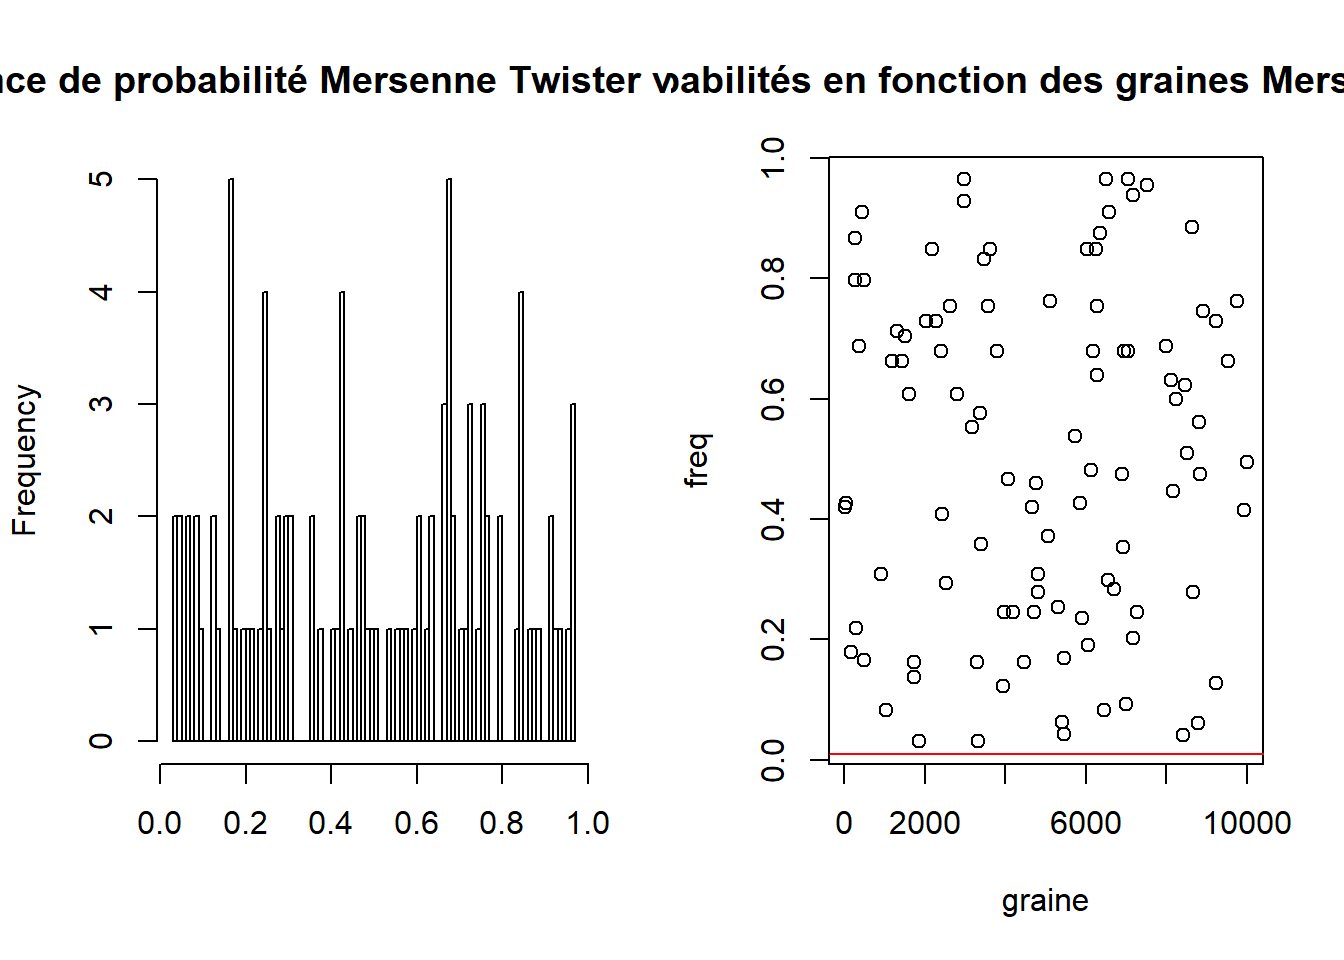 nce de probabilité Mersenne Twister v
abilités en fonction des graines Mers
Frequency
5
4
3
2
1
0
0.0 0.2 0.4 0.6 0.8 1.0
freq
1.0
0.8
0.6
0.4
0.2
0.0
0 2000 6000 10000
graine